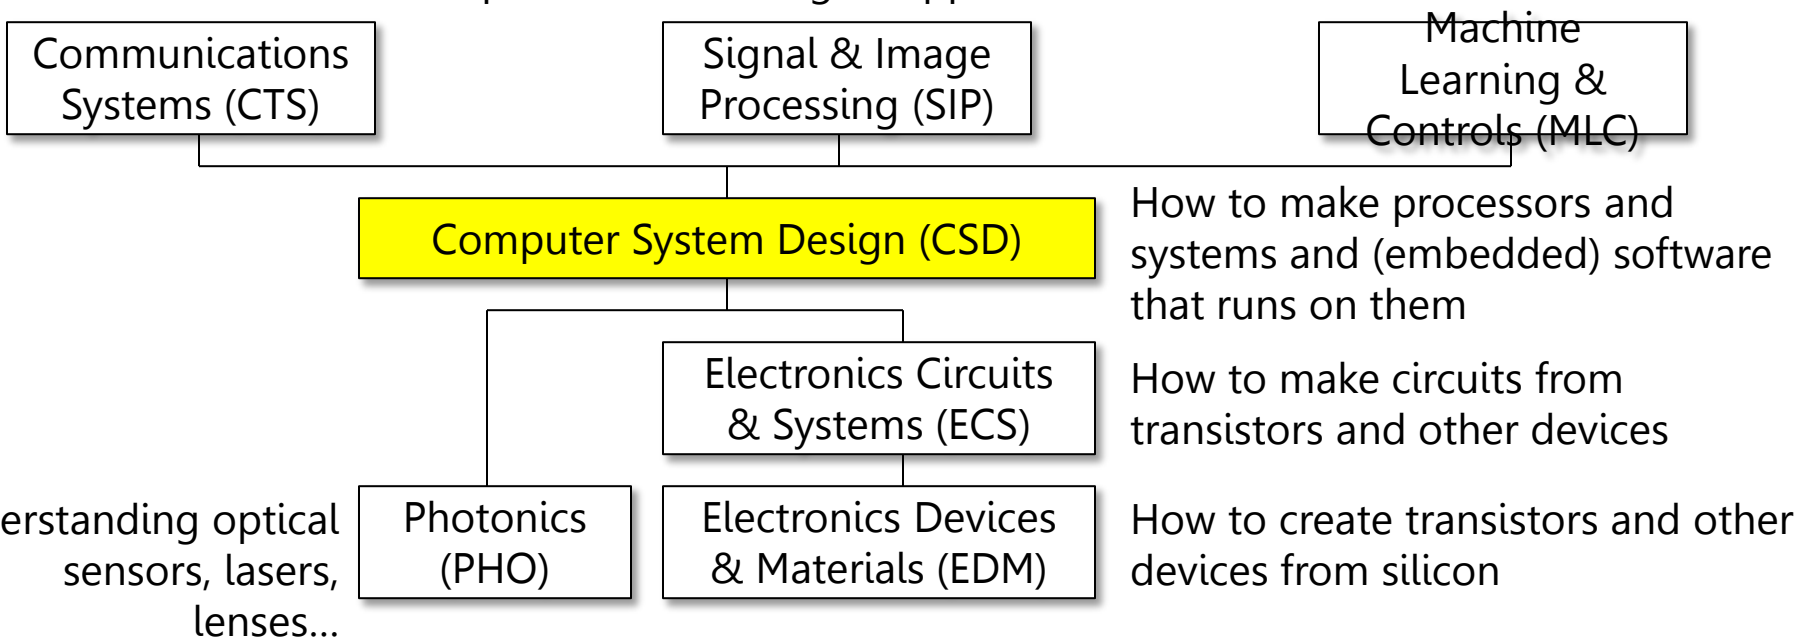 Communications
Systems (CTS)
Signal & Image
Processing (SIP)
Machine
Learning &
Controls (MLC)
Computer System Design (CSD)
How to make processors and
systems and (embedded) software
that runs on them
Electronics Circuits
& Systems (ECS)
How to make circuits from
transistors and other devices
erstanding optical
sensors, lasers,
lenses…
Photonics
(PHO)
Electronics Devices
& Materials (EDM)
How to create transistors and other
devices from silicon